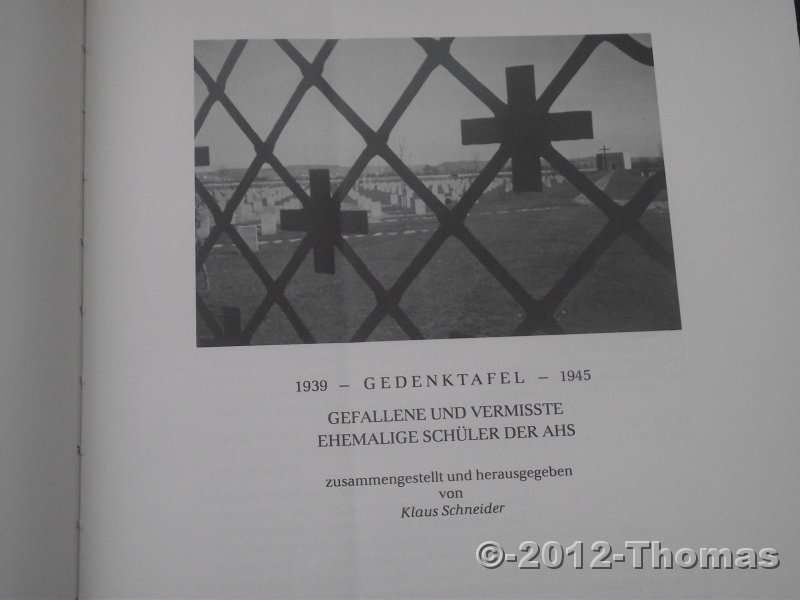 1939 – GEDENKTAFEL – 1945
GEFALLENE UND VERMISSTE
EHEMALIGE SCHÜLER DER AHS
zusammengestellt und herausgegeben
von
Klaus Schneider
©-2012-Thomas